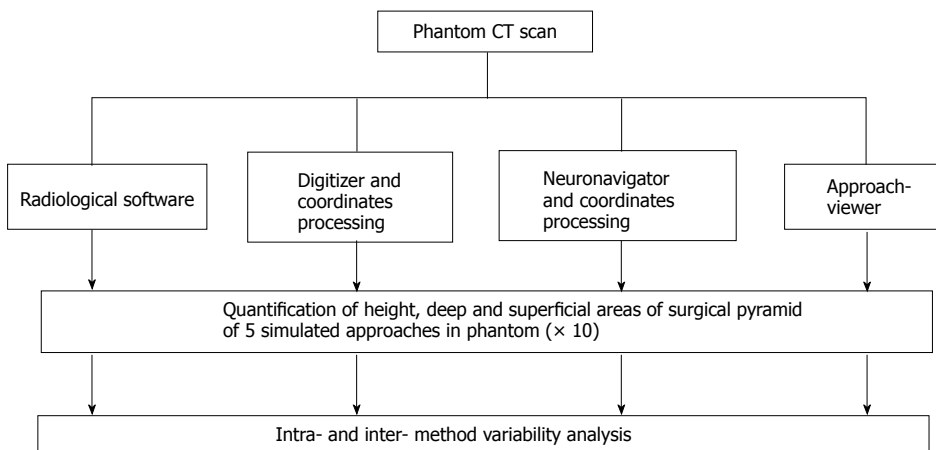 Phantom CT scan
Radiological software
Digitizer and
coordinates
processing
Neuronavigator
and coordinates
processing
Approach-
viewer
Quantification of height, deep and superficial areas of surgical pyramid
of 5 simulated approaches in phantom (× 10)
Intra- and inter- method variability analysis